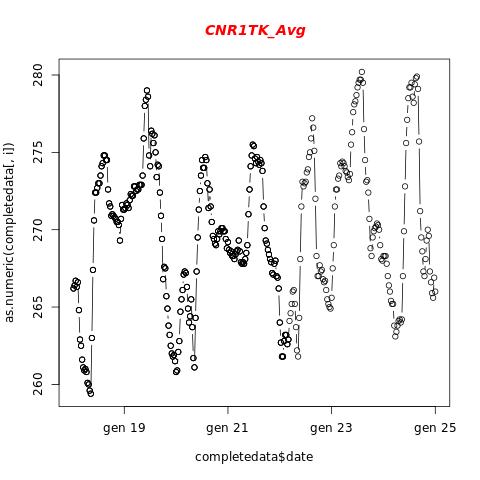 CNR1TK_Avg
as.numeric(completedata[, i])
280
275
270
265
260
gen 19
gen 21
gen 23
gen 25
completedata$date